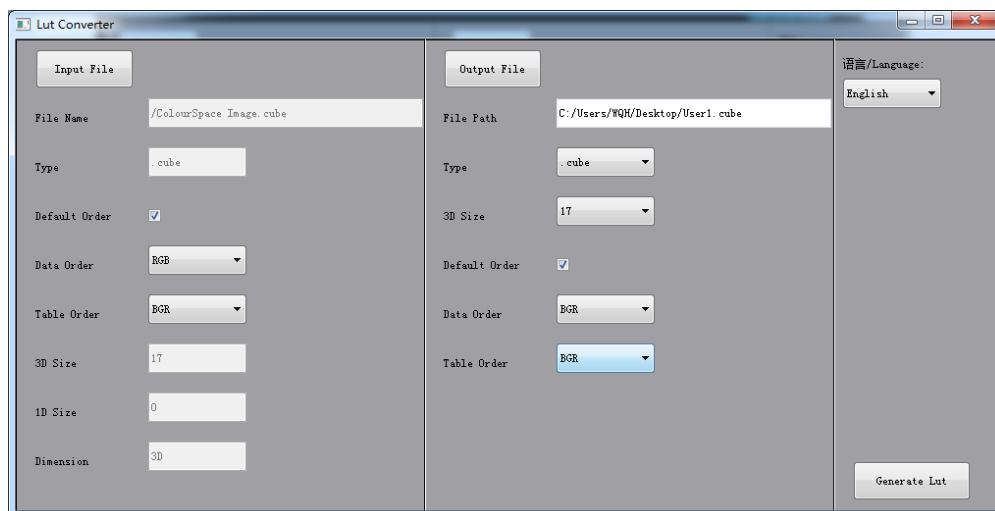 Lut Converter
Input File
File Name
/ColourSpace Image.cube
Type
.cube
Default Order
Data Order
RGB
Table Order
BGR
3D Size
17
1D Size
0
Dimension
3D
Output File
File Path
C:/Users/WQH/Desktop/User1.cube
Type
.cube
3D Size
17
Default Order
Data Order
BGR
Table Order
BGR
语言/Language:
English
Generate Lut